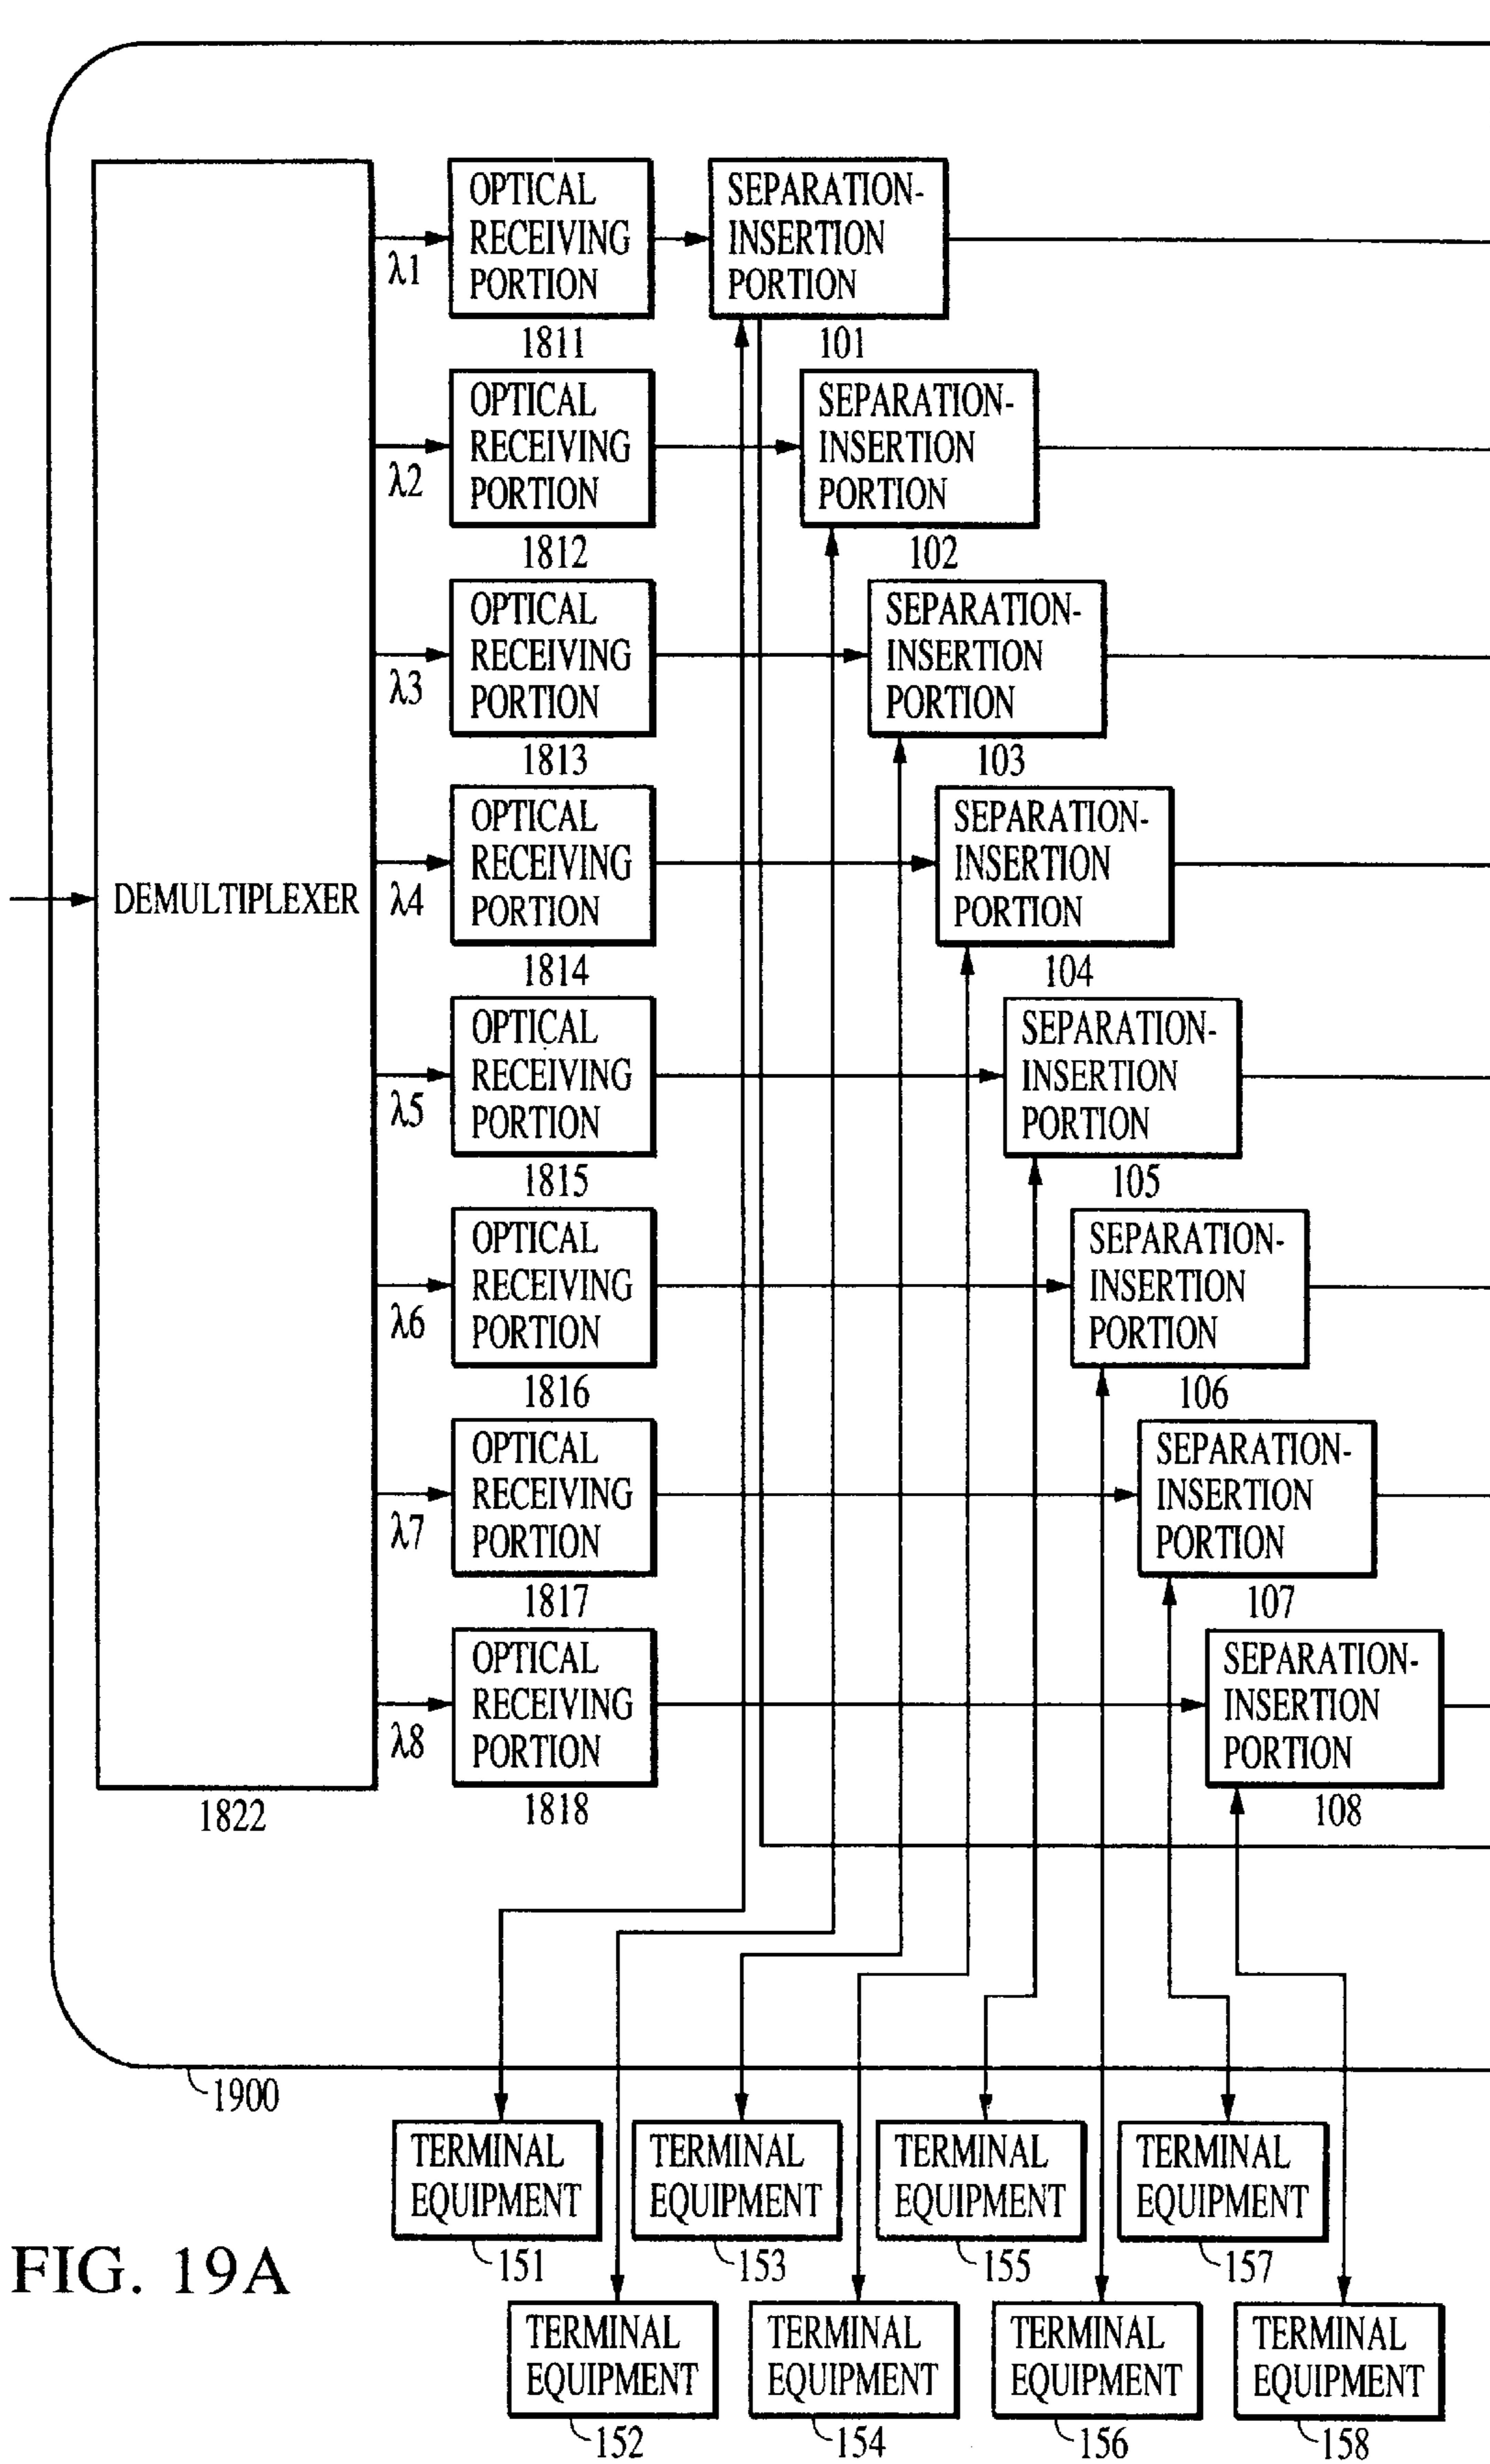 OPTICAL
RECEIVING
PORTION
SEPARATION-
INSERTION
PORTION
λ1
1811
101
OPTICAL
RECEIVING
PORTION
SEPARATION-
INSERTION
PORTION
λ2
1812
102
OPTICAL
RECEIVING
PORTION
SEPARATION-
INSERTION
PORTION
λ3
1813
103
OPTICAL
RECEIVING
PORTION
SEPARATION-
INSERTION
PORTION
DEMULTIPLEXER
λ4
1814
104
OPTICAL
RECEIVING
PORTION
SEPARATION-
INSERTION
PORTION
λ5
1815
105
OPTICAL
RECEIVING
PORTION
SEPARATION-
INSERTION
PORTION
λ6
1816
106
OPTICAL
RECEIVING
PORTION
SEPARATION-
INSERTION
PORTION
λ7
1817
107
OPTICAL
RECEIVING
PORTION
SEPARATION-
INSERTION
PORTION
λ8
1822
1818
108
1900
TERMINAL
EQUIPMENT
151
TERMINAL
EQUIPMENT
153
TERMINAL
EQUIPMENT
155
TERMINAL
EQUIPMENT
157
FIG. 19A
TERMINAL
EQUIPMENT
152
TERMINAL
EQUIPMENT
154
TERMINAL
EQUIPMENT
156
TERMINAL
EQUIPMENT
158